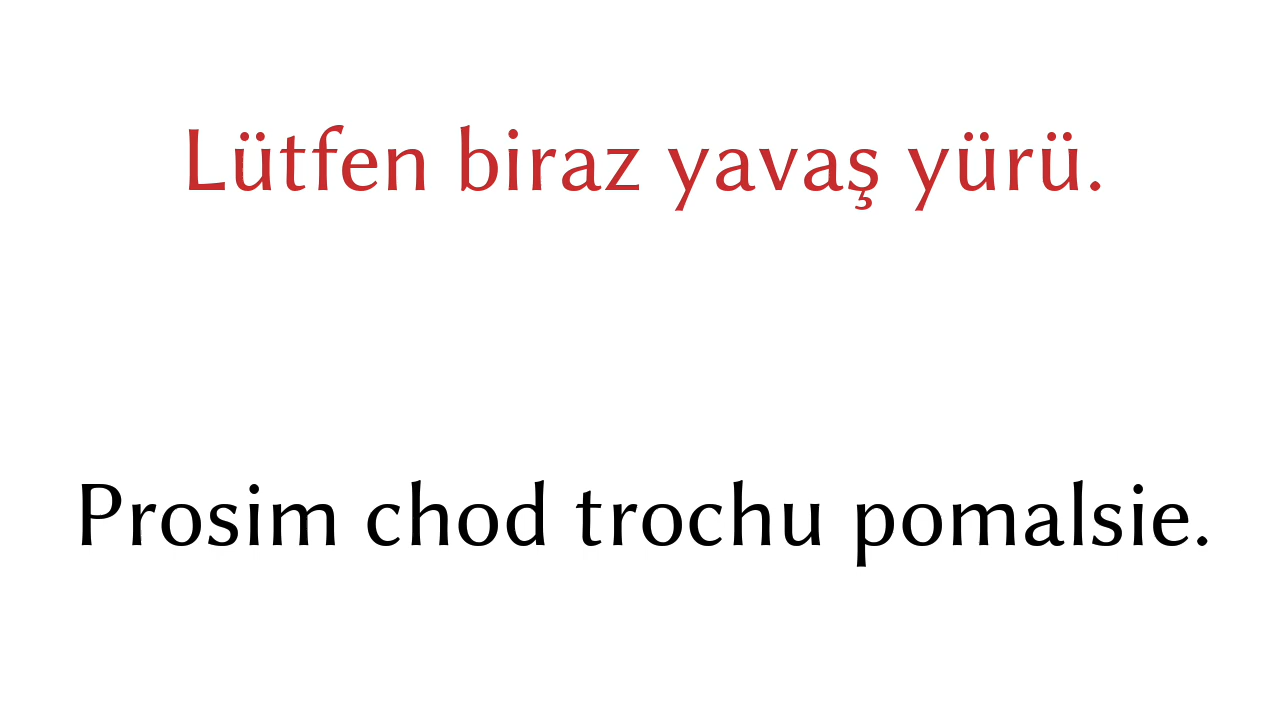 Lütfen biraz yavaş yürü.
Prosim chod trochu pomalsie.